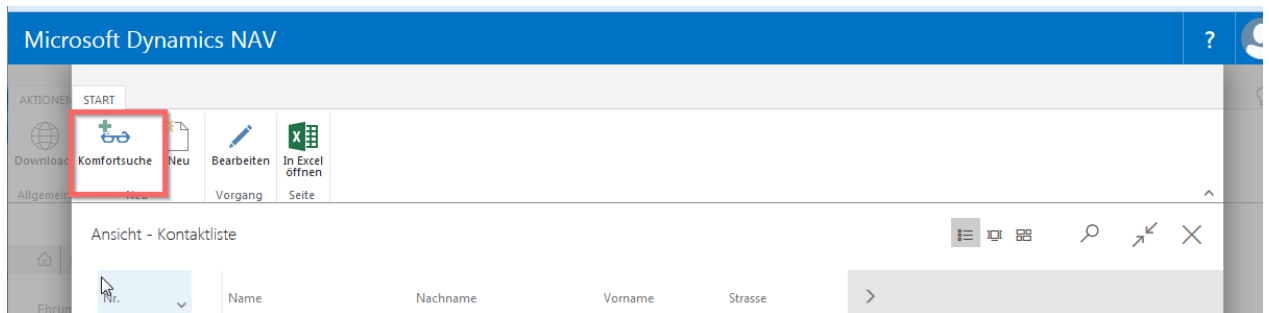 Microsoft Dynamics NAV
?
AKTIONEN START
Download Komfortsuche Neu Bearbeiten In Excel
öffnen
Allgemein Neu Vorgang Seite
Ansicht - Kontaktliste
Nr. Name Nachname Vorname Strasse